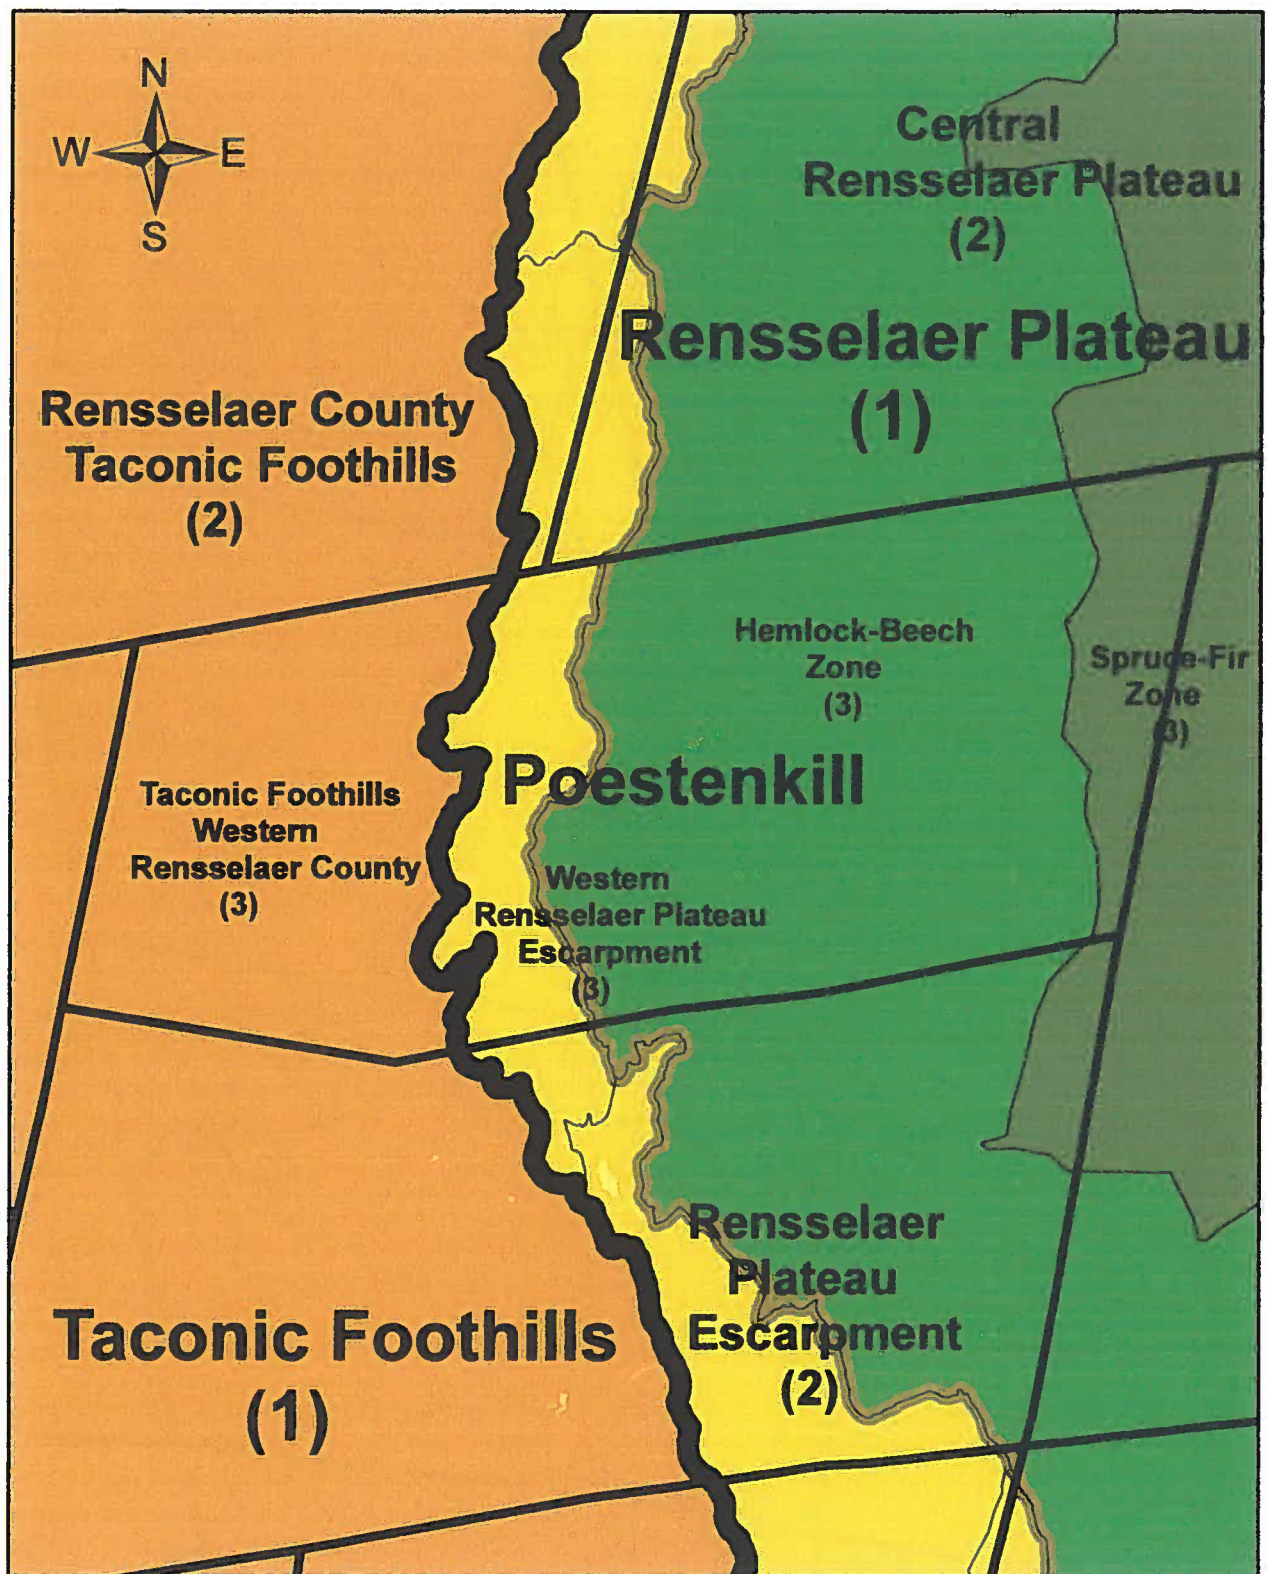 N
W E
S
Central
Rensselaer Plateau
(2)
Rensselaer Plateau
(1)
Rensselaer County
Taconic Foothills
(2)
Hemlock-Beech
Zone
(3)
Spruce-Fir
Zone
(3)
Poestenkill
Taconic Foothills
Western
Rensselaer County
(3)
Western
Rensselaer Plateau
Escarpment
(3)
Rensselaer
Plateau
Escarpment
(2)
Taconic Foothills
(1)